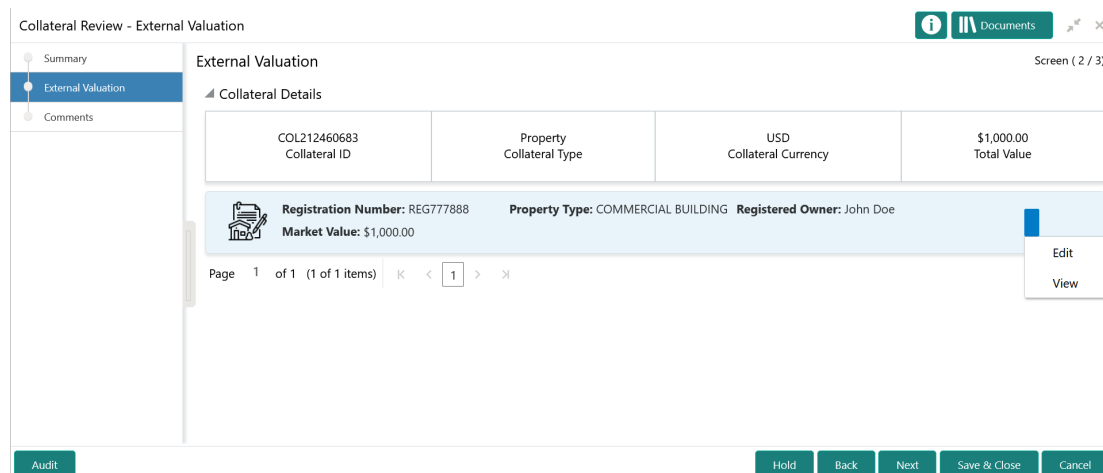 Collateral Review - External Valuation
Documents
Summary
External Valuation
Comments
External Valuation
Screen ( 2 / 3)
Collateral Details
COL212460683
Collateral ID
Property
Collateral Type
USD
Collateral Currency
$1,000.00
Total Value
Registration Number: REG777888 Property Type: COMMERCIAL BUILDING Registered Owner: John Doe
Market Value: $1,000.00
Edit
View
Page 1 of 1 (1 of 1 items) K < 1 > >|
Audit
Hold Back Next Save & Close Cancel